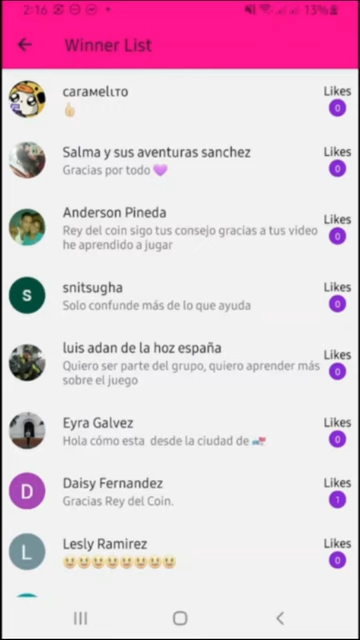 2:16
13%
Winner List
caraмelιтo
Likes
👍🏻
0
Salma y sus aventuras sanchez
Likes
Gracias por todo 💜
0
Anderson Pineda
Likes
Rey del coin sigo tus consejo gracias a tus video
he aprendido a jugar
0
S
snitsugha
Likes
Solo confunde más de lo que ayuda
0
luis adan de la hoz españa
Likes
Quiero ser parte del grupo, quiero aprender más
sobre el juego
0
Eyra Galvez
Likes
Hola cómo esta desde la ciudad de 🇵🇦
0
D
Daisy Fernandez
Likes
Gracias Rey del Coin.
1
L
Lesly Ramirez
Likes
0